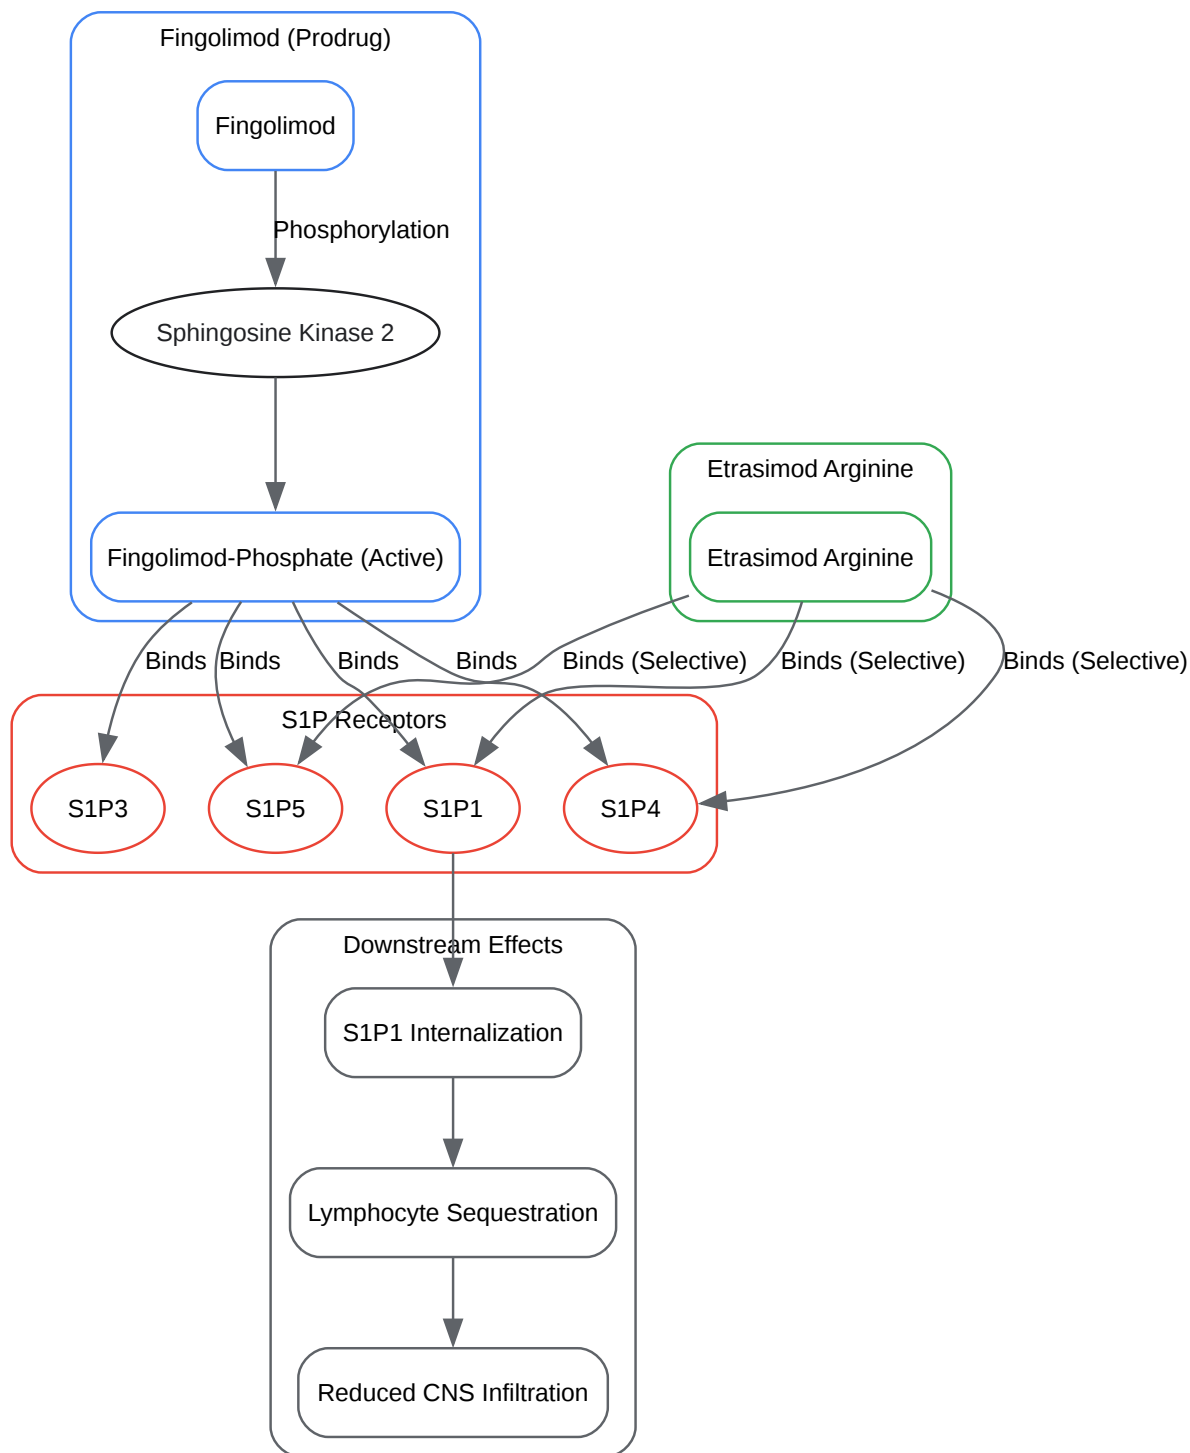 Fingolimod (Prodrug)
Fingolimod
Phosphorylation
Sphingosine Kinase 2
Etrasimod Arginine
Fingolimod-Phosphate (Active)
Etrasimod Arginine
Binds
Binds
Binds
Binds
Binds (Selective)
Binds (Selective)
Binds (Selective)
S1P Receptors
S1P3
S1P5
S1P1
S1P4
Downstream Effects
S1P1 Internalization
Lymphocyte Sequestration
Reduced CNS Infiltration